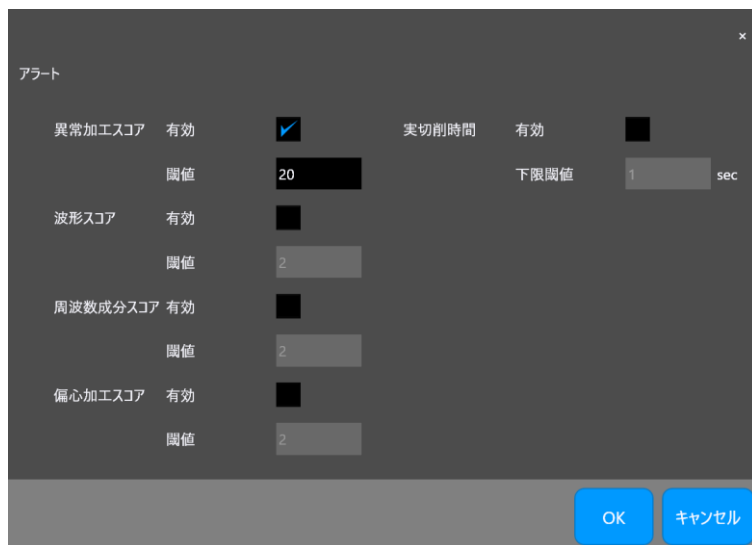 ×
アラート
異常加工スコア 有効 実切削時間 有効
閾値 20 下限閾値 1 sec
波形スコア 有効
閾値 2
周波数成分スコア 有効
閾値 2
偏心加工スコア 有効
閾値 2
OK キャンセル